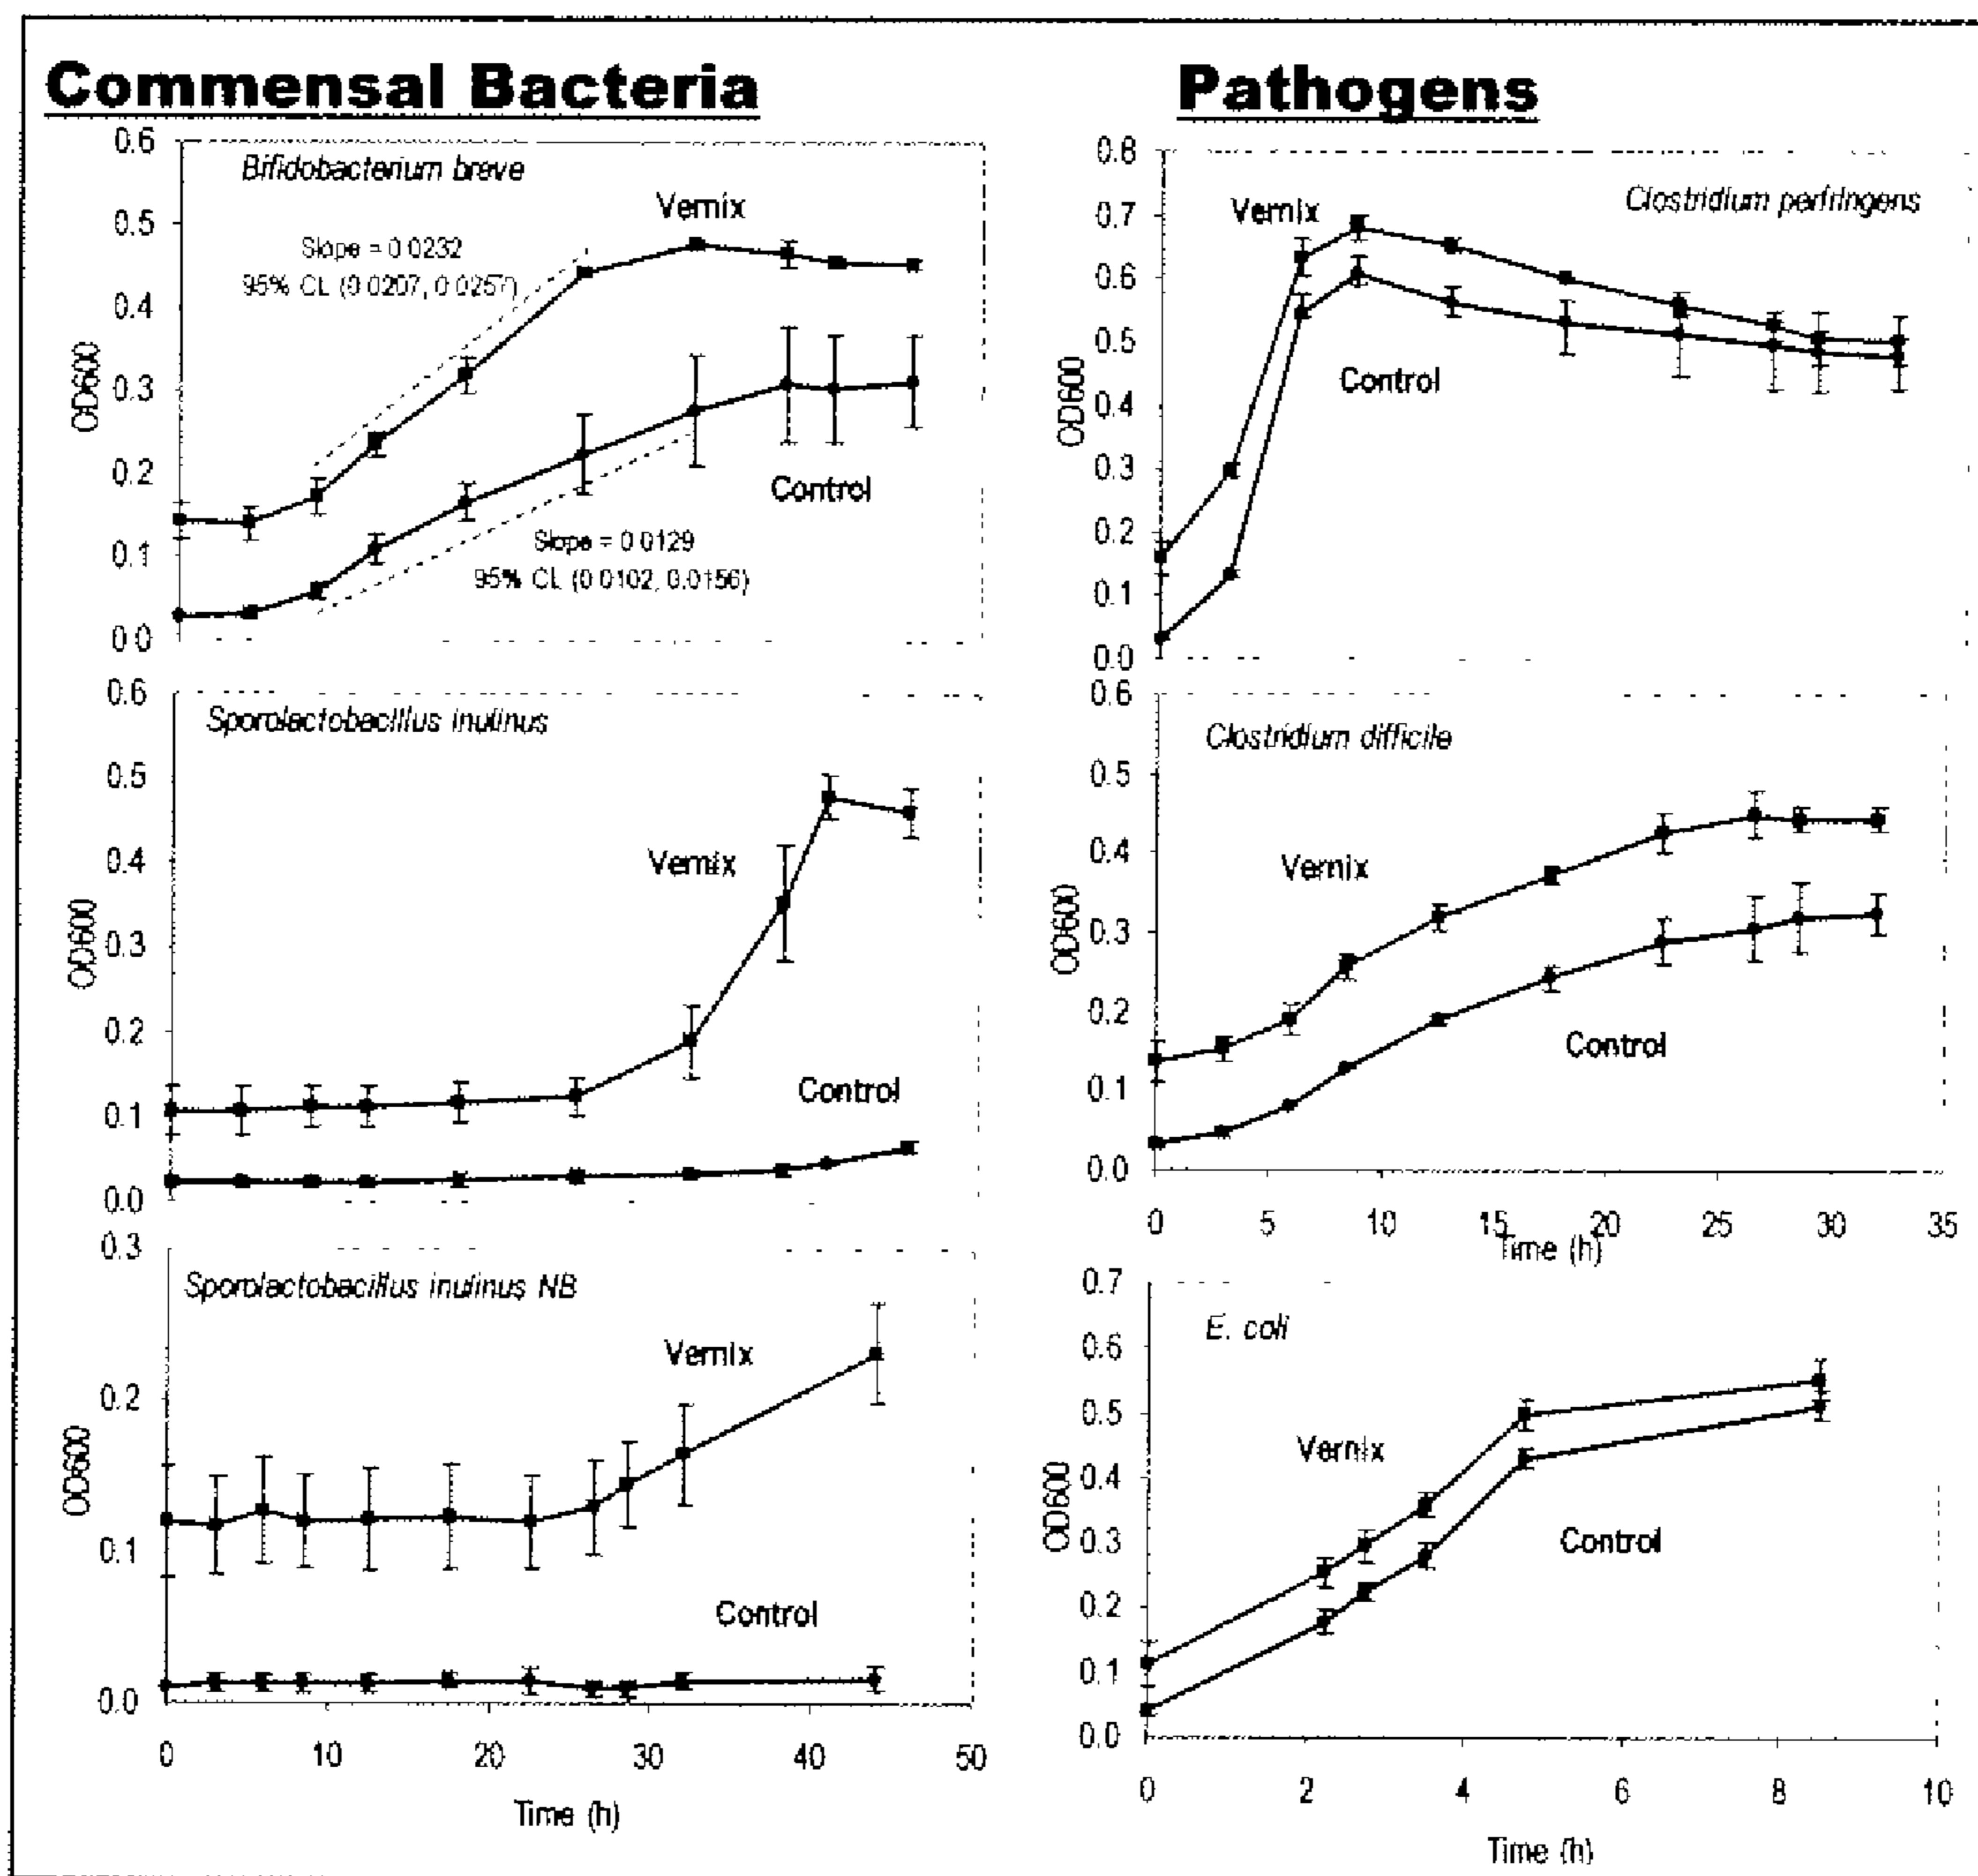 Commensal Bacteria
Pathogens
0.6
0.5
0.4
0.3
0.2
0.1
0.0
OD600
Bifidobacterium breve
Vernix
Slope = 0.0232
95% CL (0.0207, 0.0257)
Control
Slope = 0.0129
95% CL (0.0102, 0.0156)
0.6
0.5
0.4
0.3
0.2
0.1
0.0
OD600
Sporolactobacillus inulinus
Vernix
Control
0.3
0.2
0.1
0.0
OD600
Sporolactobacillus inulinus NB
Vernix
Control
0 10 20 30 40 50
Time (h)
0.8
0.7
0.6
0.5
0.4
0.3
0.2
0.1
0.0
OD600
Clostridium perfringens
Vernix
Control
0.6
0.5
0.4
0.3
0.2
0.1
0.0
OD600
Clostridium difficile
Vernix
Control
0 5 10 15 20 25 30 35
Time (h)
0.7
0.6
0.5
0.4
0.3
0.2
0.1
0.0
OD600
E. coli
Vernix
Control
0 2 4 6 8 10
Time (h)